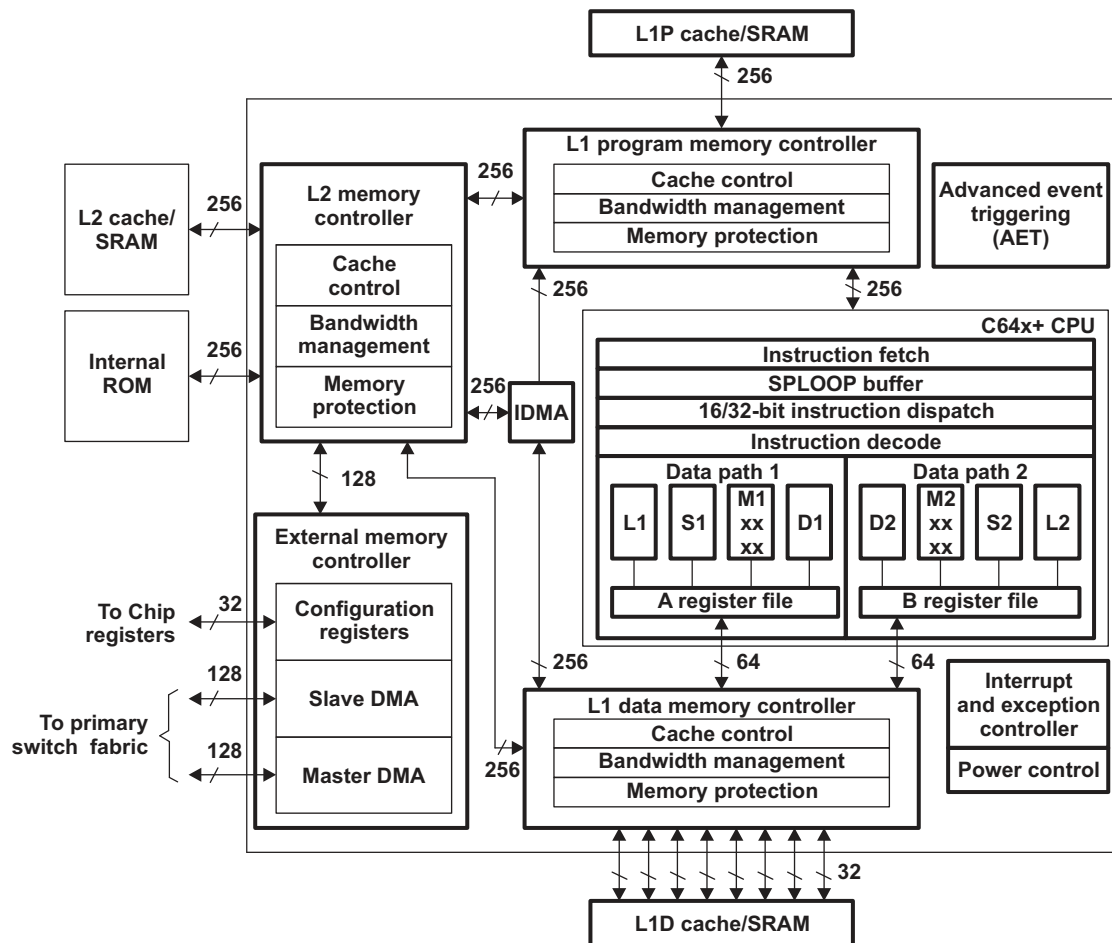 L1P cache/SRAM
256
L1 program memory controller
Cache control
Bandwidth management
Memory protection
256
Advanced event
triggering
(AET)
L2 memory
controller
Cache
control
Bandwidth
management
Memory
protection
L2 cache/
SRAM
256
Internal
ROM
256
256
256
IDMA
256
C64x+ CPU
Instruction fetch
SPLOOP buffer
16/32-bit instruction dispatch
Instruction decode
Data path 1
L1
S1
M1
xx
xx
D1
A register file
Data path 2
D2
M2
xx
xx
S2
L2
B register file
128
External memory
controller
Configuration
registers
Slave DMA
Master DMA
To Chip
registers
32
To primary
switch fabric
128
128
256
64
64
256
L1 data memory controller
Cache control
Bandwidth management
Memory protection
Interrupt
and exception
controller
Power control
32
L1D cache/SRAM